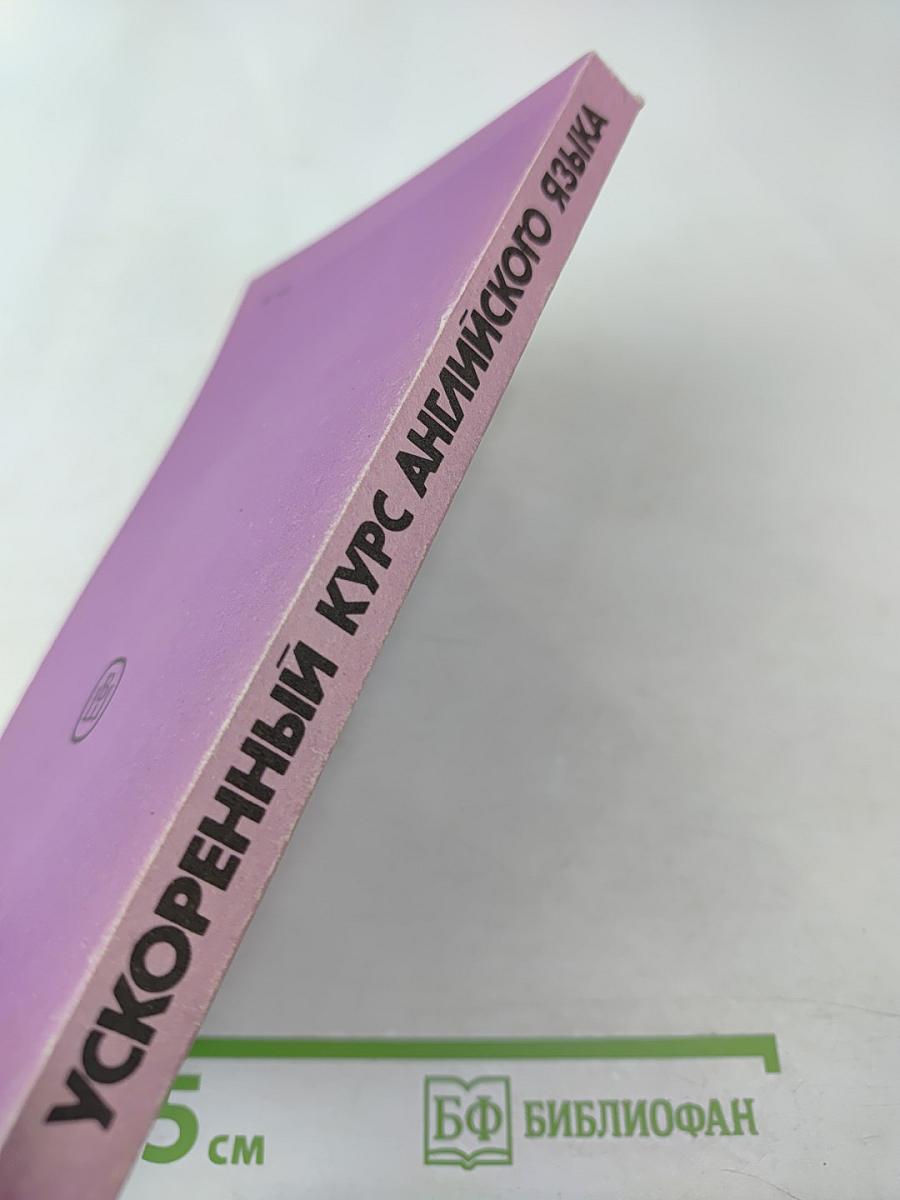 УСКОРЕННЫЙ КУРС АНГЛИЙСКОГО ЯЗЫКА
5 см
БФ БИБЛИОФАН